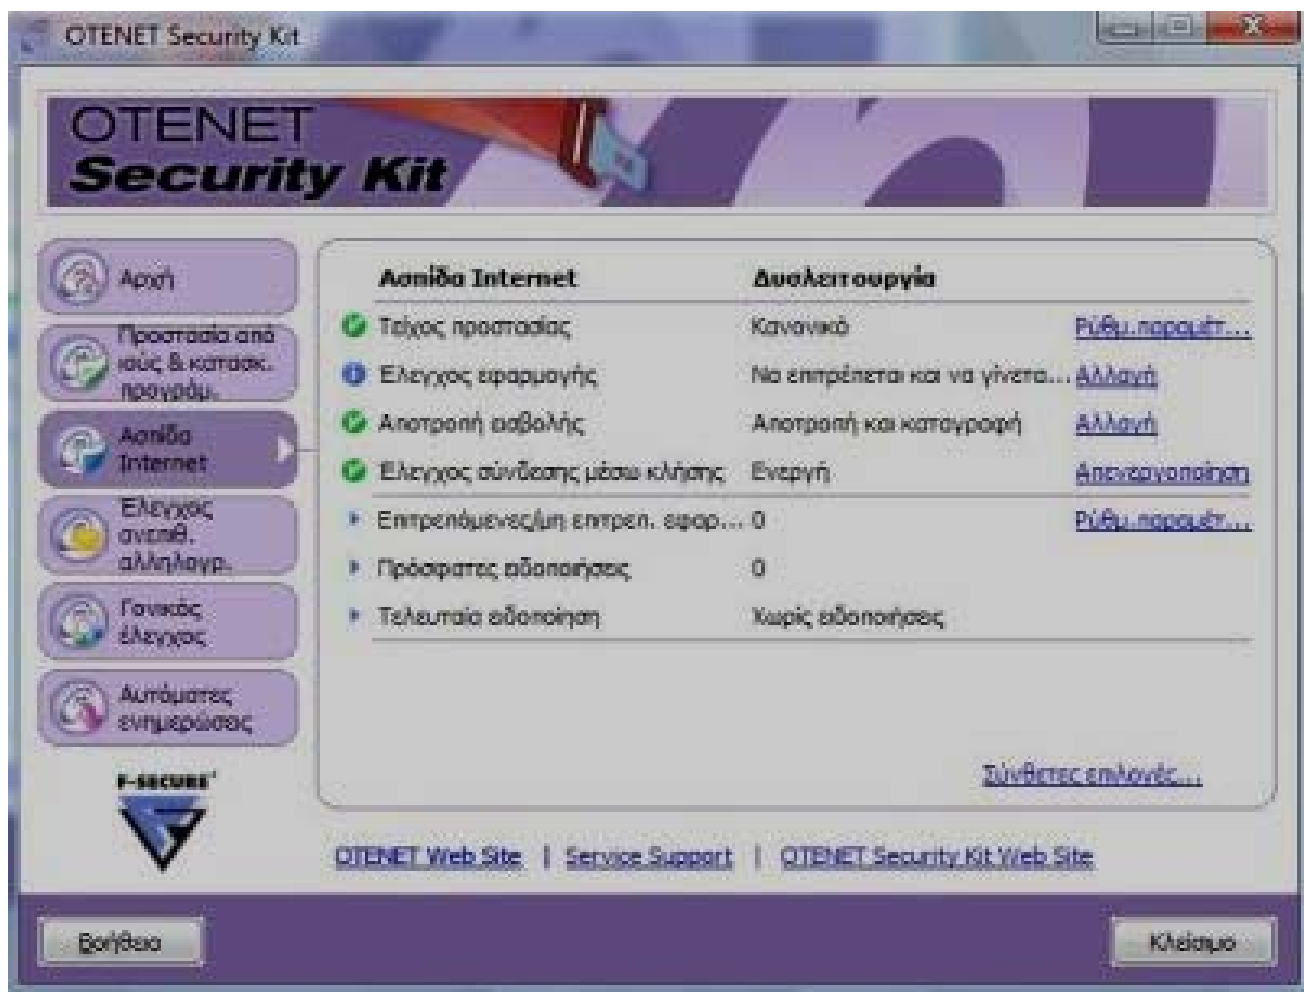 OTENET Security Kit
OTENET
Security Kit
Αρχή
Προστασία από
ιούς & κατασκ.
προγράμ.
Ασπίδα
Internet
Έλεγχος
ανεπιθ.
αλληλογρ.
Γονικός
έλεγχος
Αυτόματες
ενημερώσεις
F-SECURE
Ασπίδα Internet Δυσλειτουργία
Τείχος προστασίας Κανονικό Ρύθμ.παραμέτ...
Έλεγχος εφαρμογής Να επιτρέπεται και να γίνετα... Αλλαγή
Αποτροπή εισβολής Αποτροπή και καταγραφή Αλλαγή
Έλεγχος σύνδεσης μέσω κλήσης Ενεργή Απενεργοποίηση
Επιτρεπόμενες/μη επιτρεπ. εφαρ... 0 Ρύθμ.παραμέτ...
Πρόσφατες ειδοποιήσεις 0
Τελευταία ειδοποίηση Χωρίς ειδοποιήσεις
Σύνθετες επιλογές...
OTENET Web Site | Service Support | OTENET Security Kit Web Site
Βοήθεια Κλείσιμο